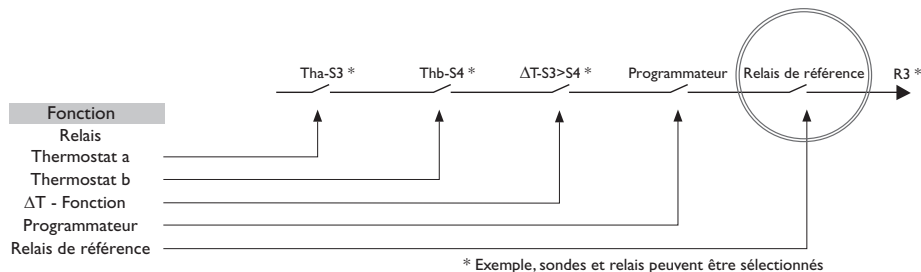 Tha-S3 * Thb-S4 * ΔT-S3>S4 * Programmateur Relais de référence R3 *
Fonction
Relais
Thermostat a
Thermostat b
ΔT - Fonction
Programmateur
Relais de référence
* Exemple, sondes et relais peuvent être sélectionnés